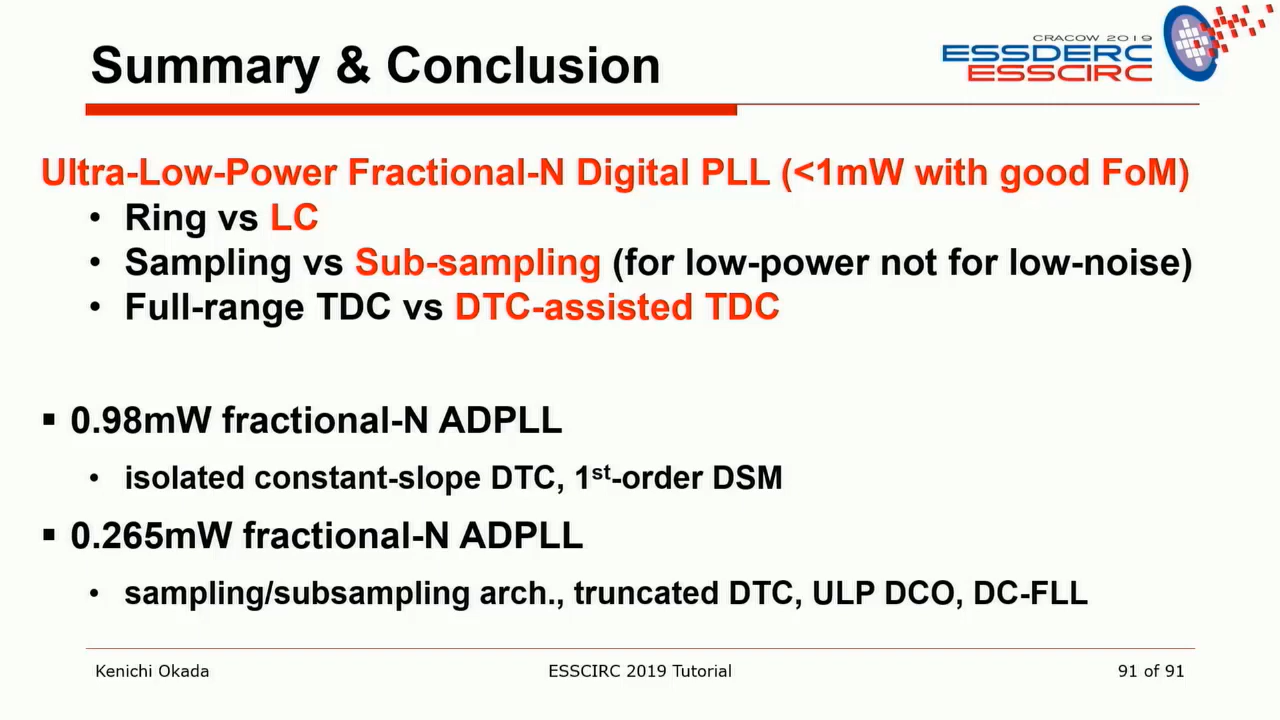 Summary & Conclusion
CRACOW 2019
ESSDERC
ESSCIRC
Ultra-Low-Power Fractional-N Digital PLL (<1mW with good FoM)
• Ring vs LC
• Sampling vs Sub-sampling (for low-power not for low-noise)
• Full-range TDC vs DTC-assisted TDC
▪ 0.98mW fractional-N ADPLL
• isolated constant-slope DTC, 1st-order DSM
▪ 0.265mW fractional-N ADPLL
• sampling/subsampling arch., truncated DTC, ULP DCO, DC-FLL
Kenichi Okada
ESSCIRC 2019 Tutorial
91 of 91